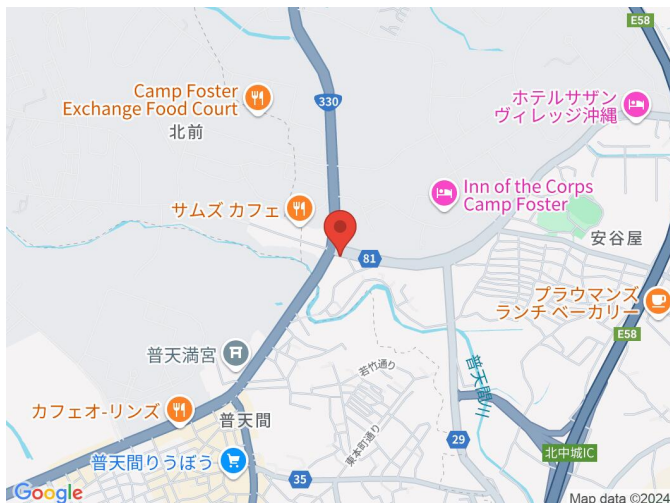 E58
Camp Foster
Exchange Food Court
330
ホテルサザン
ヴィレッジ沖縄
北前
Inn of the Corps
Camp Foster
サムズ カフェ
安谷屋
81
プラウマンズ
ランチ ベーカリー
E58
普天満宮
若竹通り
普天間川
カフェオ-リンズ
普天間
東本町通り
29
北中城IC
普天間りうぼう
35
Google
Map data ©2024